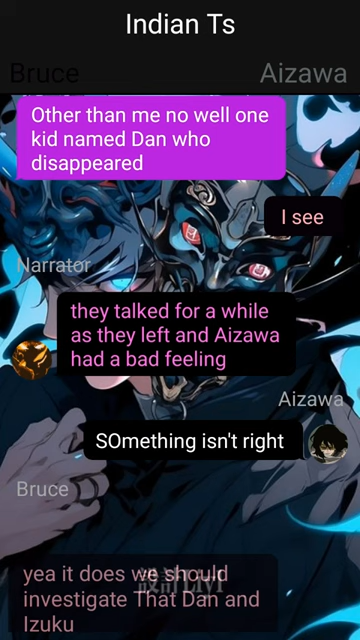 Indian Ts
Bruce
Aizawa
Other than me no well one
kid named Dan who
disappeared
I see
Narrator
they talked for a while
as they left and Aizawa
had a bad feeling
Aizawa
SOmething isn't right
Bruce
yea it does we should
investigate That Dan and
Izuku